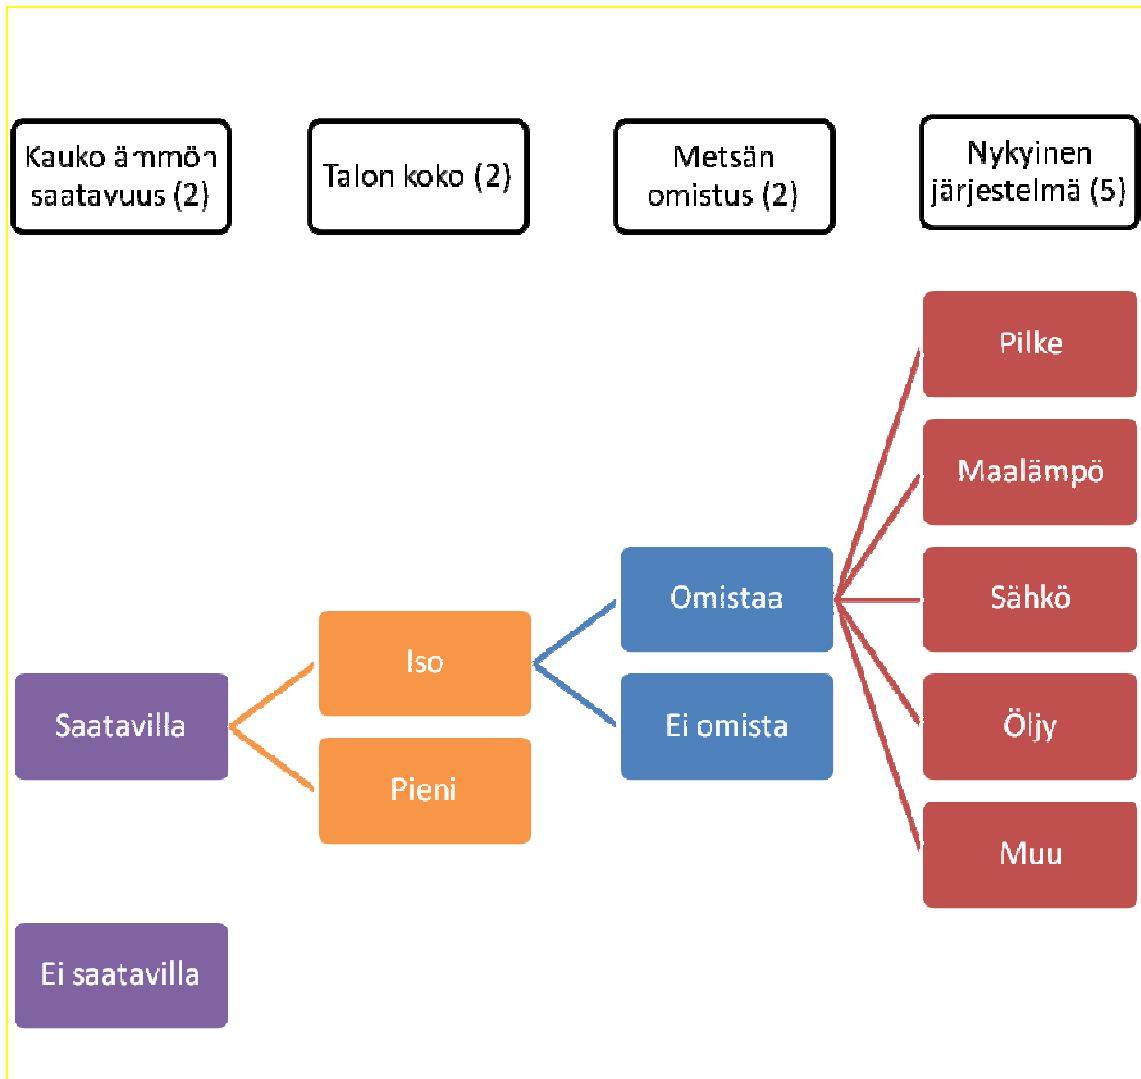 Kauko ämmön
saatavuus (2)
Talon koko (2)
Metsän
omistus (2)
Nykyinen
järjestelmä (5)
Pilke
Maalämpö
Omistaa
Sähkö
Iso
Saatavilla
Ei omista
Öljy
Pieni
Muu
Ei saatavilla